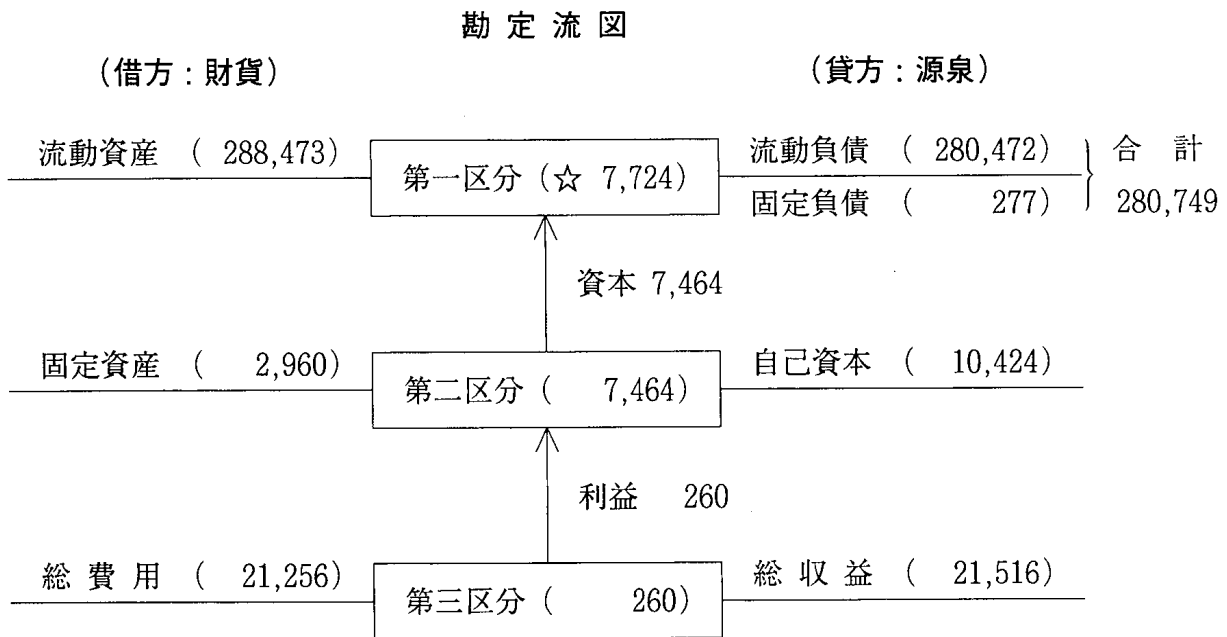 勘定流図
(借方：財貨) (貸方：源泉)
流動資産 ( 288,473) 第一区分 (☆ 7,724) 流動負債 ( 280,472) 合計
固定負債 ( 277) 280,749
資本 7,464
固定資産 ( 2,960) 第二区分 ( 7,464) 自己資本 ( 10,424)
利益 260
総費用 ( 21,256) 第三区分 ( 260) 総収益 ( 21,516)